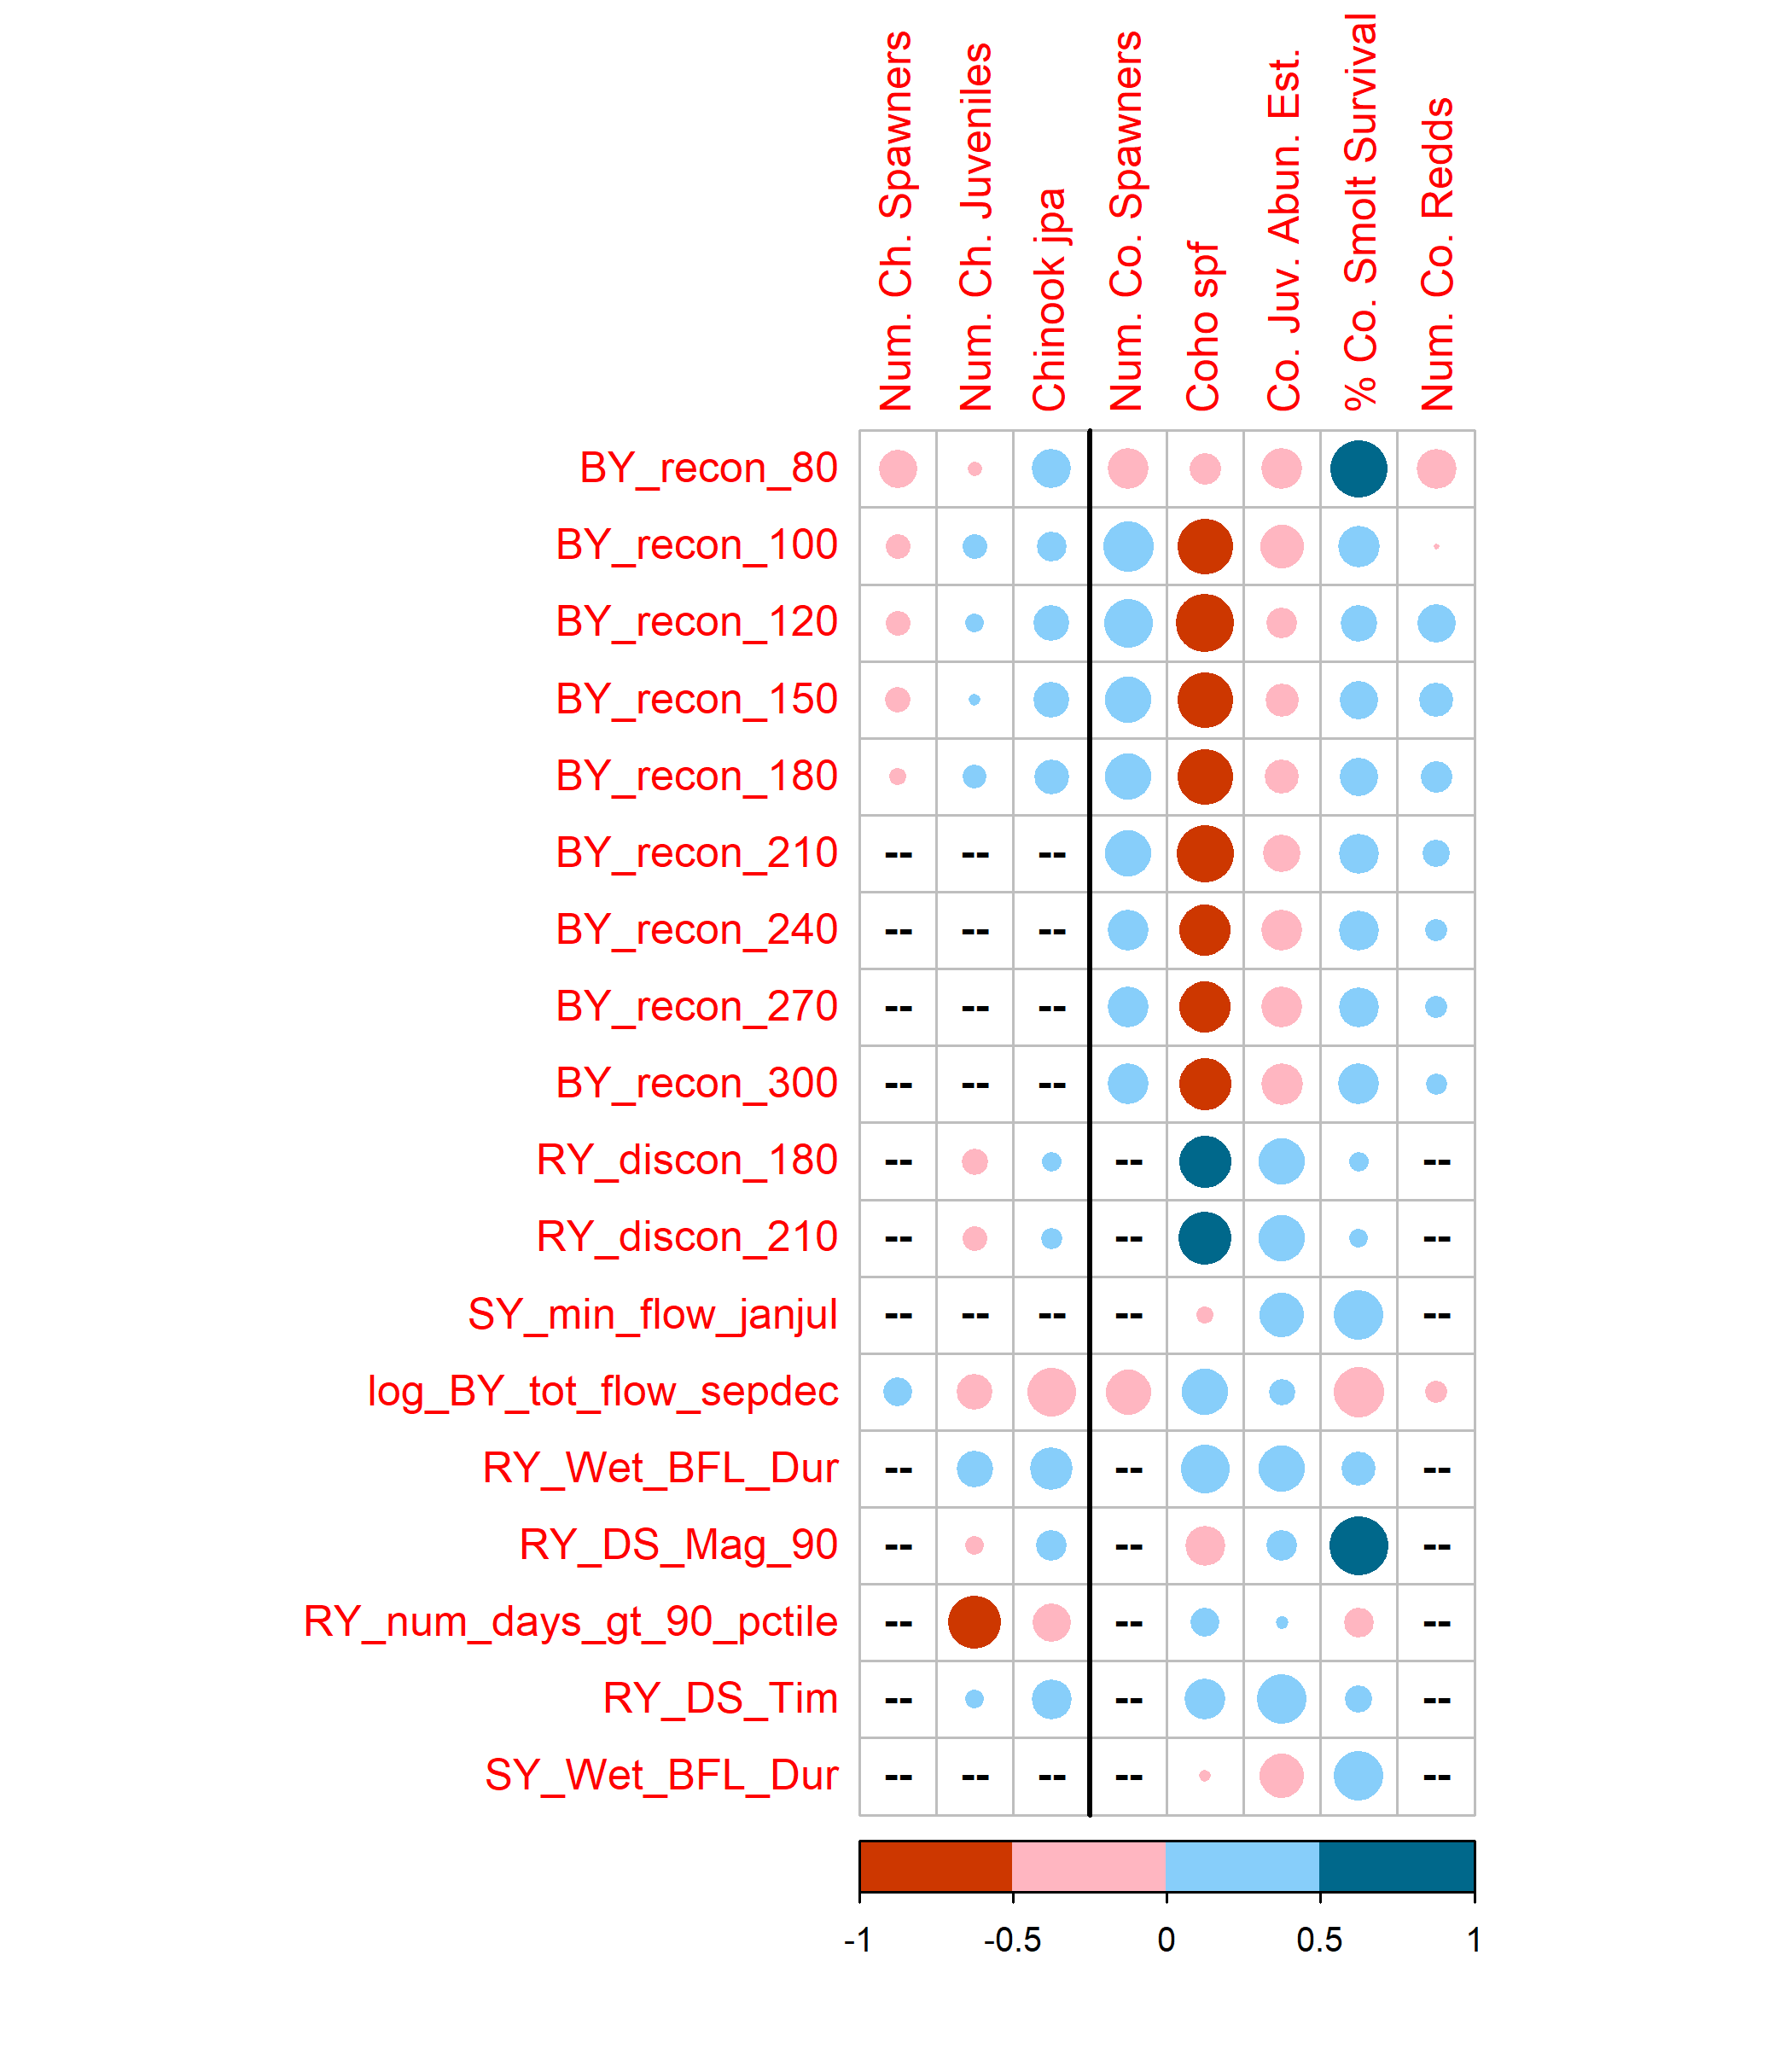 Num. Ch. Spawners
Num. Ch. Juveniles
Chinook jpa
Num. Co. Spawners
Coho spf
Co. Juv. Abun. Est.
% Co. Smolt Survival
Num. Co. Redds
BY_recon_80
BY_recon_100
BY_recon_120
BY_recon_150
BY_recon_180
BY_recon_210 -- -- --
BY_recon_240 -- -- --
BY_recon_270 -- -- --
BY_recon_300 -- -- --
RY_discon_180 -- -- --
RY_discon_210 -- -- --
SY_min_flow_janjul -- -- -- -- --
log_BY_tot_flow_sepdec
RY_Wet_BFL_Dur -- -- --
RY_DS_Mag_90 -- -- --
RY_num_days_gt_90_pctile -- -- --
RY_DS_Tim -- -- --
SY_Wet_BFL_Dur -- -- -- -- --
-1 -0.5 0 0.5 1